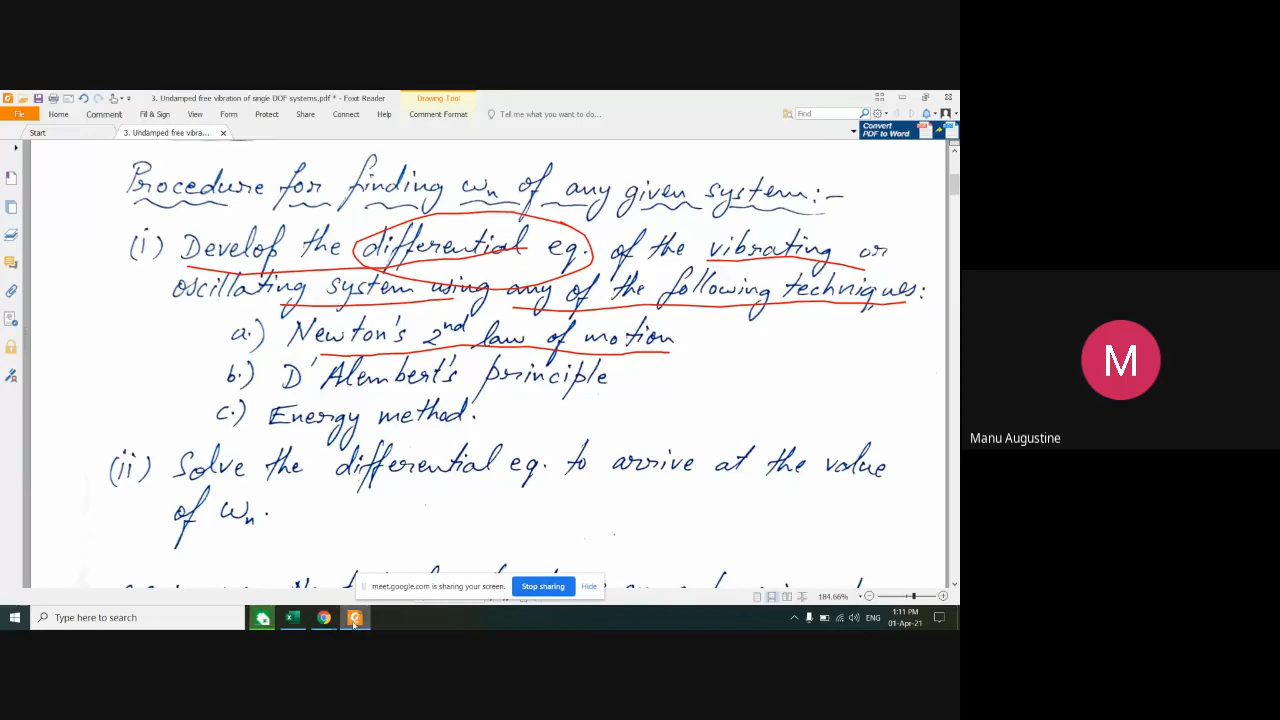 3. Undamped free vibration of single DOF systems.pdf * - Foxit Reader
Drawing Tool
File Home Comment Fill & Sign View Form Protect Share Connect Help Comment Format Tell me what you want to do... Find
Start
3. Undamped free vibra...
Convert
PDF to Word
Procedure for finding ωn of any given system:-
(i) Develop the differential eq. of the vibrating or
oscillating system using any of the following techniques:
a.) Newton's 2nd law of motion
b.) D'Alembert's principle
c.) Energy method.
(ii) Solve the differential eq. to arrive at the value
of ωn.
M
Manu Augustine
meet.google.com is sharing your screen.
Stop sharing
Hide
184.66%
Type here to search
ENG
1:11 PM
01-Apr-21